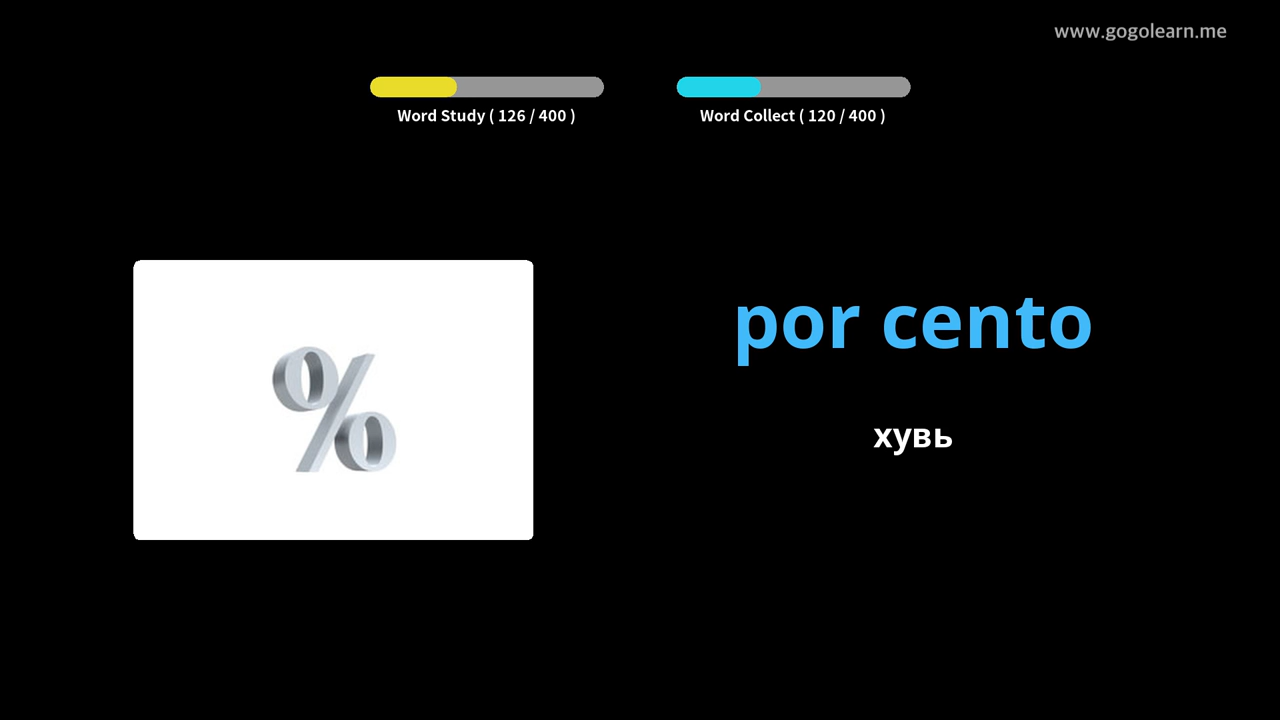 www.gogolearn.me
Word Study ( 126 / 400 )
Word Collect ( 120 / 400 )
%
por cento
хувь